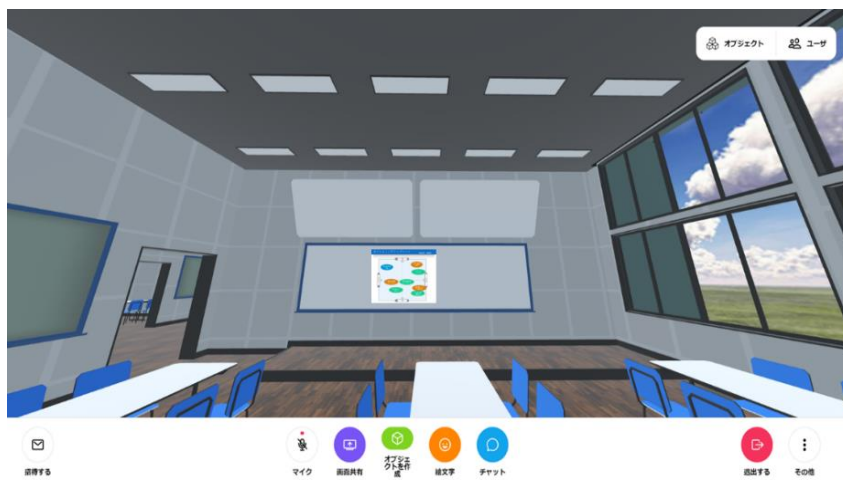 オブジェクト
ユーザ
招待する
マイク
画面共有
オブジェ
クトを作
成
絵文字
チャット
退出する
その他